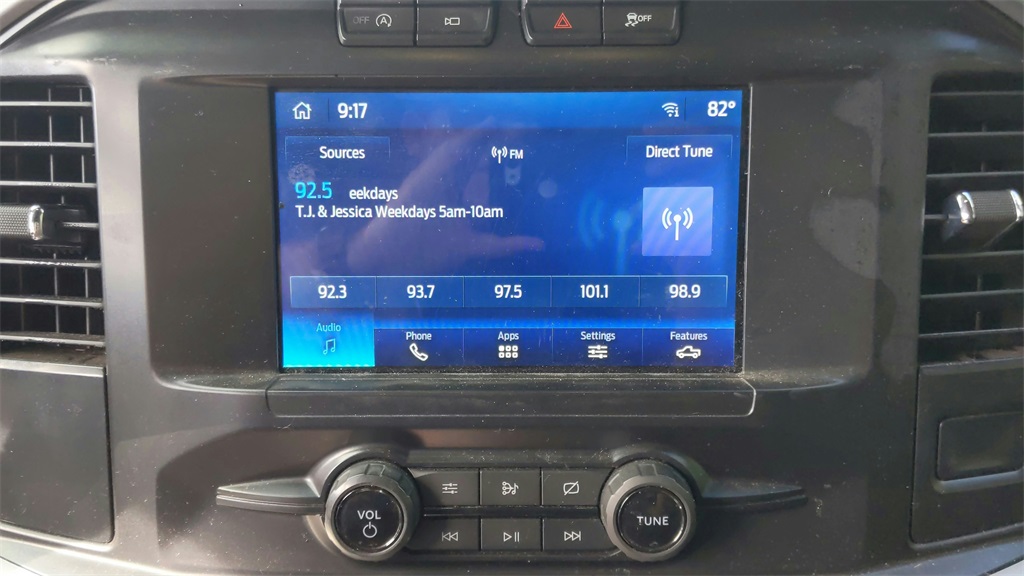 OFF A
OFF
9:17
82°
Sources
FM
Direct Tune
92.5 eekdays
T.J. & Jessica Weekdays 5am-10am
92.3 93.7 97.5 101.1 98.9
Audio Phone Apps Settings Features
VOL
TUNE